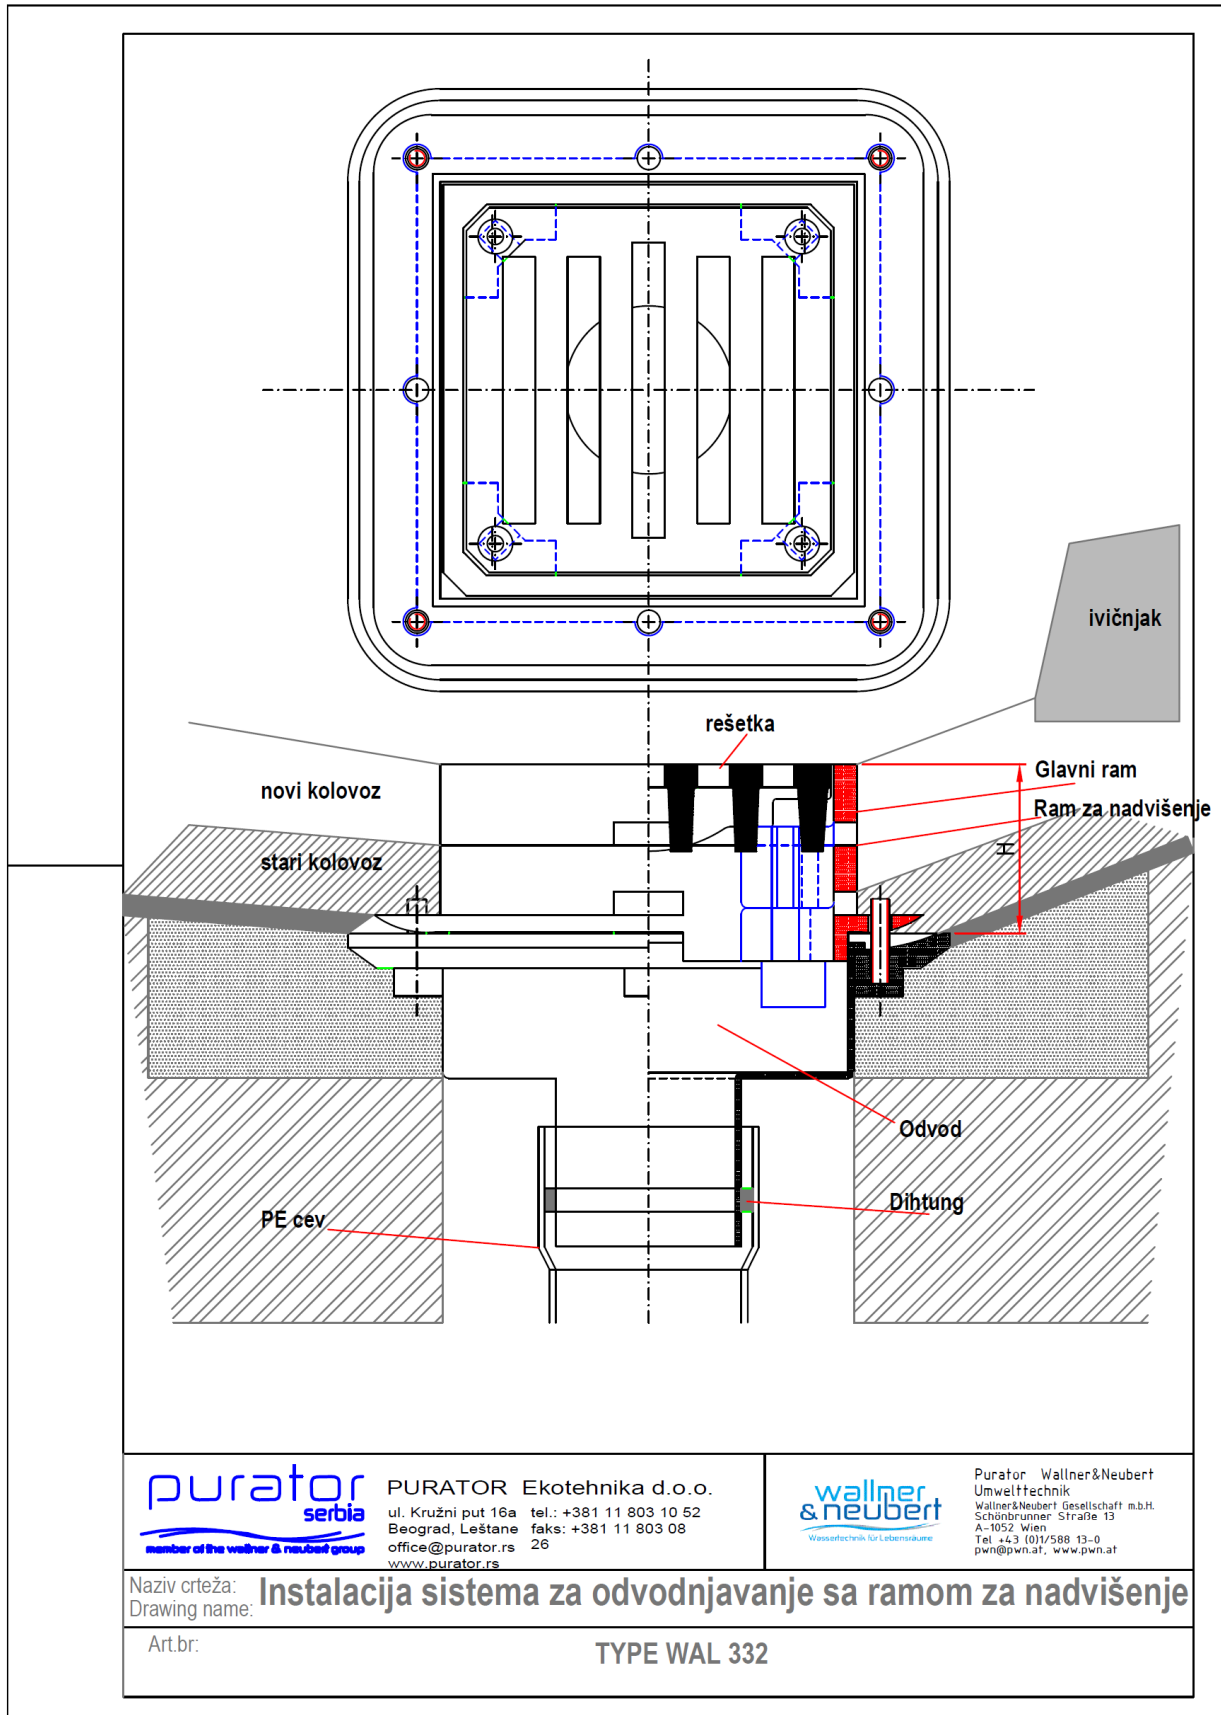 ivičnjak
rešetka
Glavni ram
novi kolovoz
Ram za nadvišenje
H
stari kolovoz
Odvod
Dihtung
PE cev
purator
serbia
member of the wallner & neubert group
PURATOR Ekotehnika d.o.o.
ul. Kružni put 16a tel.: +381 11 803 10 52
Beograd, Leštane faks: +381 11 803 08
office@purator.rs 26
www.purator.rs
wallner
& neubert
Wassertechnik für Lebensräume
Purator Wallner&Neubert
Umwelttechnik
Wallner&Neubert Gesellschaft m.b.H.
Schönbrunner Straße 13
A-1052 Wien
Tel +43 (0)1/588 13-0
pwn@pwn.at, www.pwn.at
Naziv crteža:
Drawing name:
Instalacija sistema za odvodnjavanje sa ramom za nadvišenje
Art.br:
TYPE WAL 332